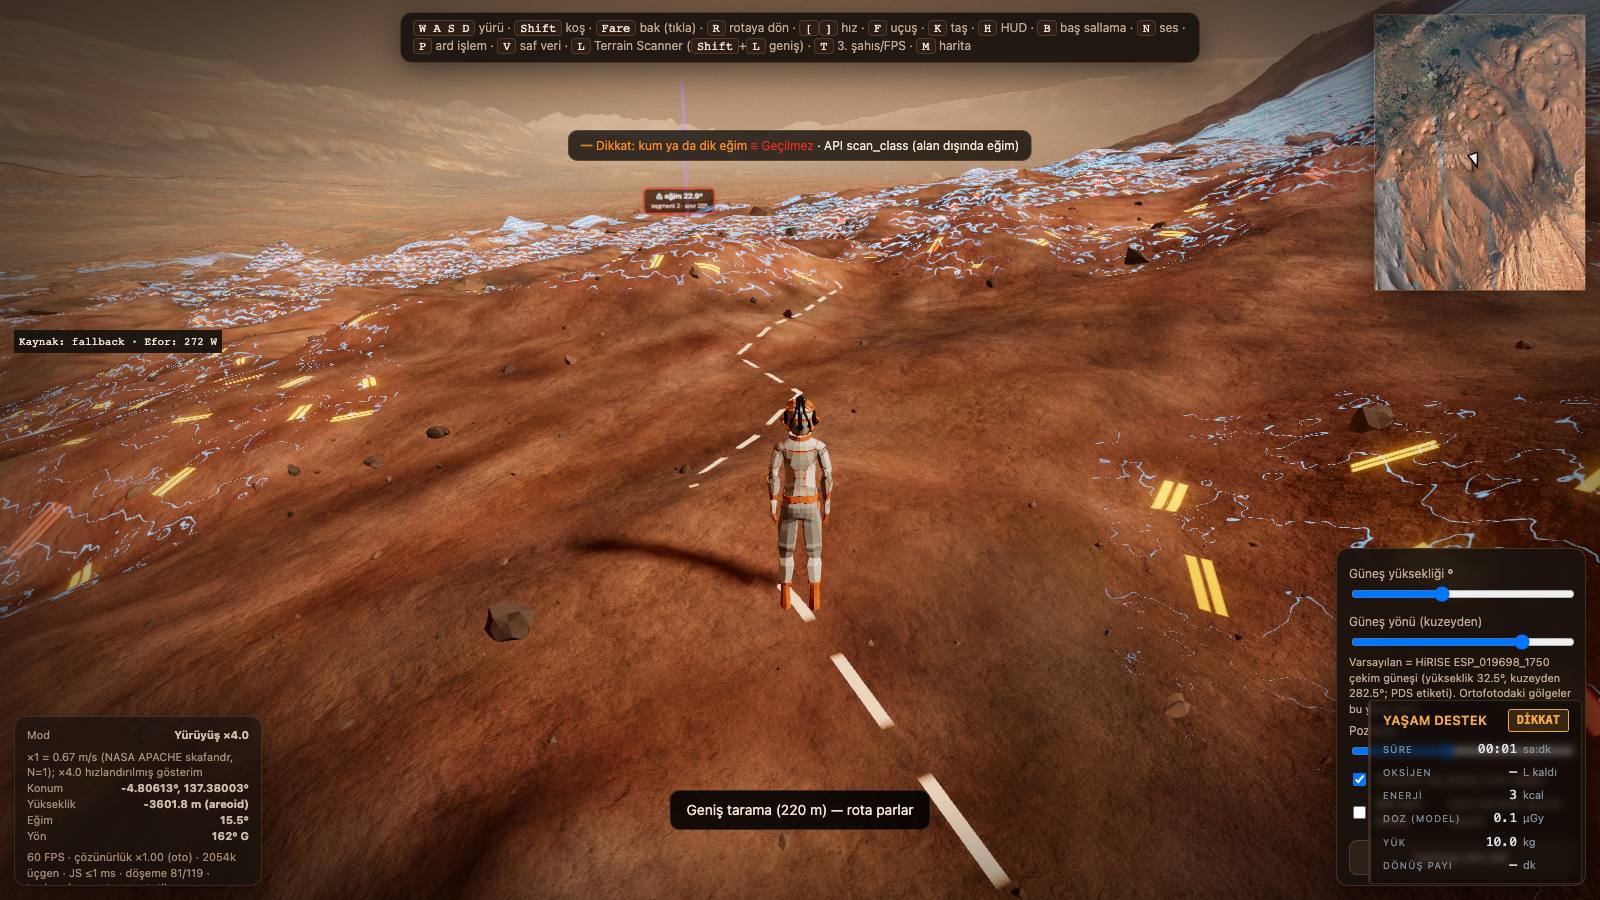 W A S D yürü · Shift koş · Fare bak (tıkla) · R rotaya dön · [ ] hız · F uçuş · K taş · H HUD · B baş sallama · N ses ·
P ard işlem · V saf veri · L Terrain Scanner (Shift+L geniş) · T 3. şahıs/FPS · M harita
— Dikkat: kum ya da dik eğim ≡ Geçilmez · API scan_class (alan dışında eğim)
⚠ eğim 22.9°
segment 2 · sınır 20°
Kaynak: fallback · Efor: 272 W
Güneş yüksekliği °
Güneş yönü (kuzeyden)
Varsayılan = HiRISE ESP_019698_1750
çekim güneşi (yükseklik 32.5°, kuzeyden
282.5°; PDS etiketi). Ortofotodaki gölgeler
bu
Poz
YAŞAM DESTEK DİKKAT
SÜRE 00:01 sa:dk
OKSİJEN — L kaldı
ENERJİ 3 kcal
DOZ (MODEL) 0.1 µGy
YÜK 10.0 kg
DÖNÜŞ PAYI — dk
Mod Yürüyüş ×4.0
×1 = 0.67 m/s (NASA APACHE skafandr,
N=1); ×4.0 hızlandırılmış gösterim
Konum -4.80613°, 137.38003°
Yükseklik -3601.8 m (areoid)
Eğim 15.5°
Yön 162° G
60 FPS · çözünürlük ×1.00 (oto) · 2054k
üçgen · JS ≤1 ms · döşeme 81/119 ·
Geniş tarama (220 m) — rota parlar